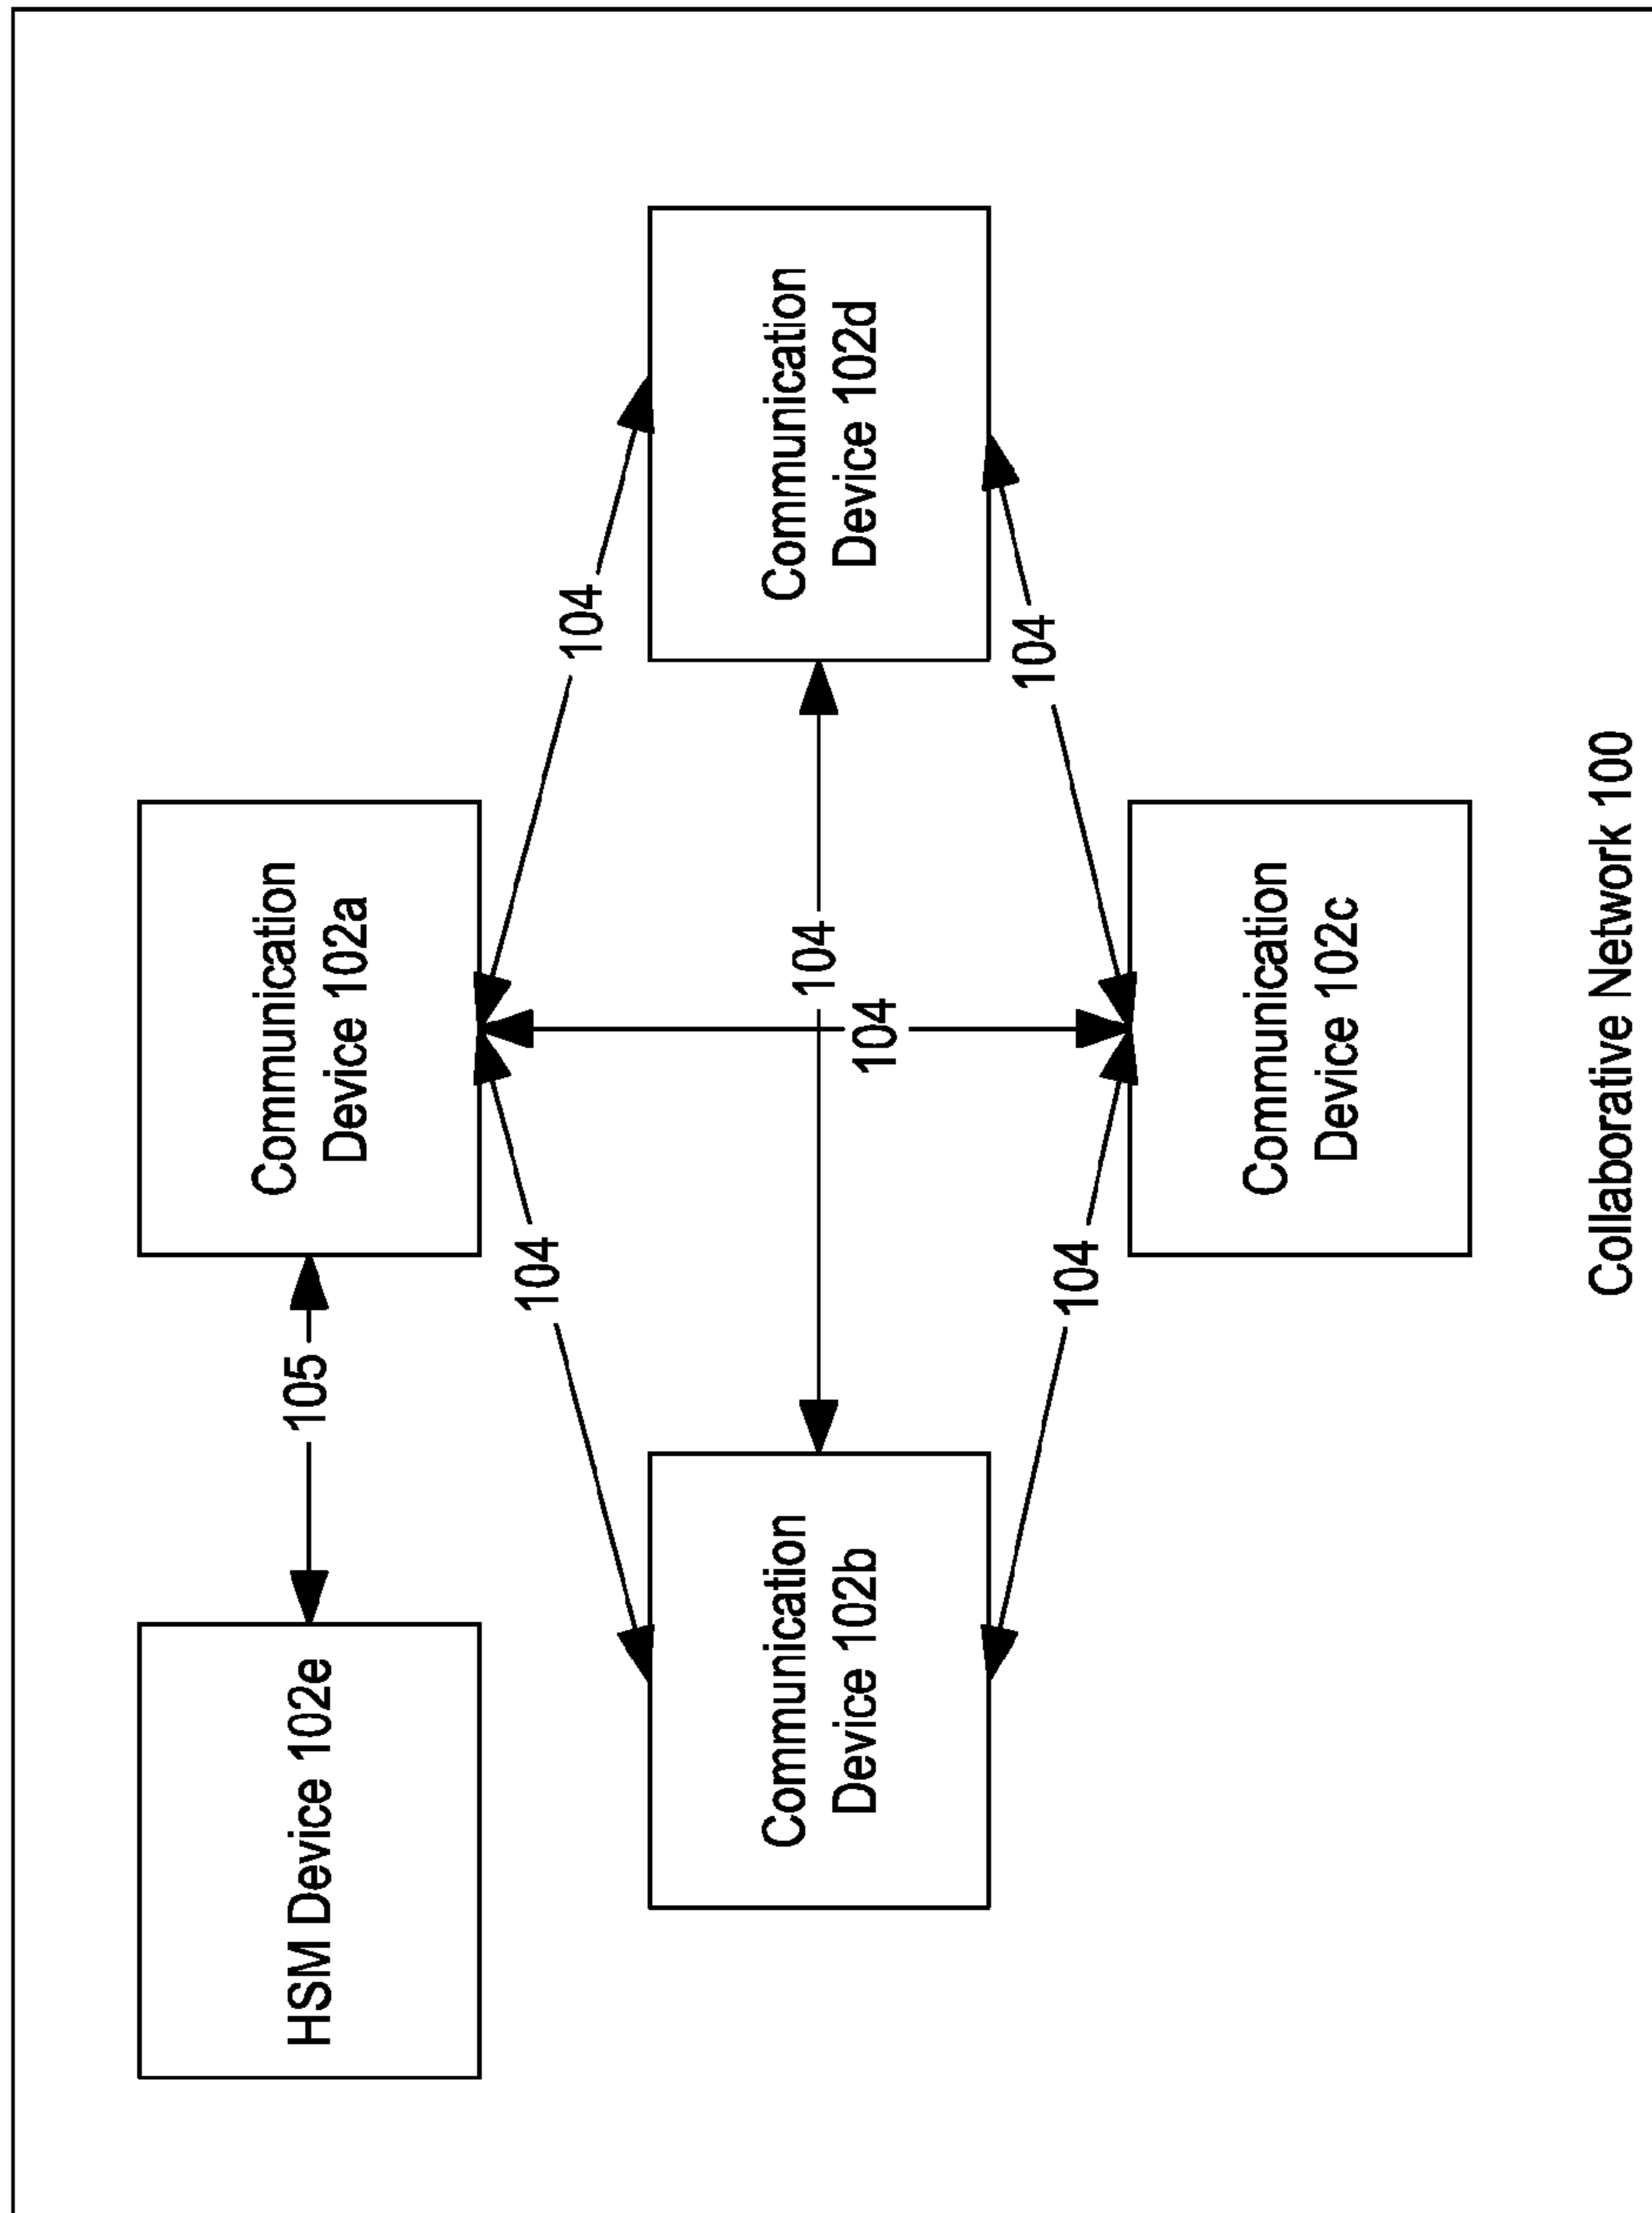 HSM Device 102e
105
Communication
Device 102a
104
104
Communication
Device 102b
104
104
Communication
Device 102d
104
104
Communication
Device 102c
Collaborative Network 100